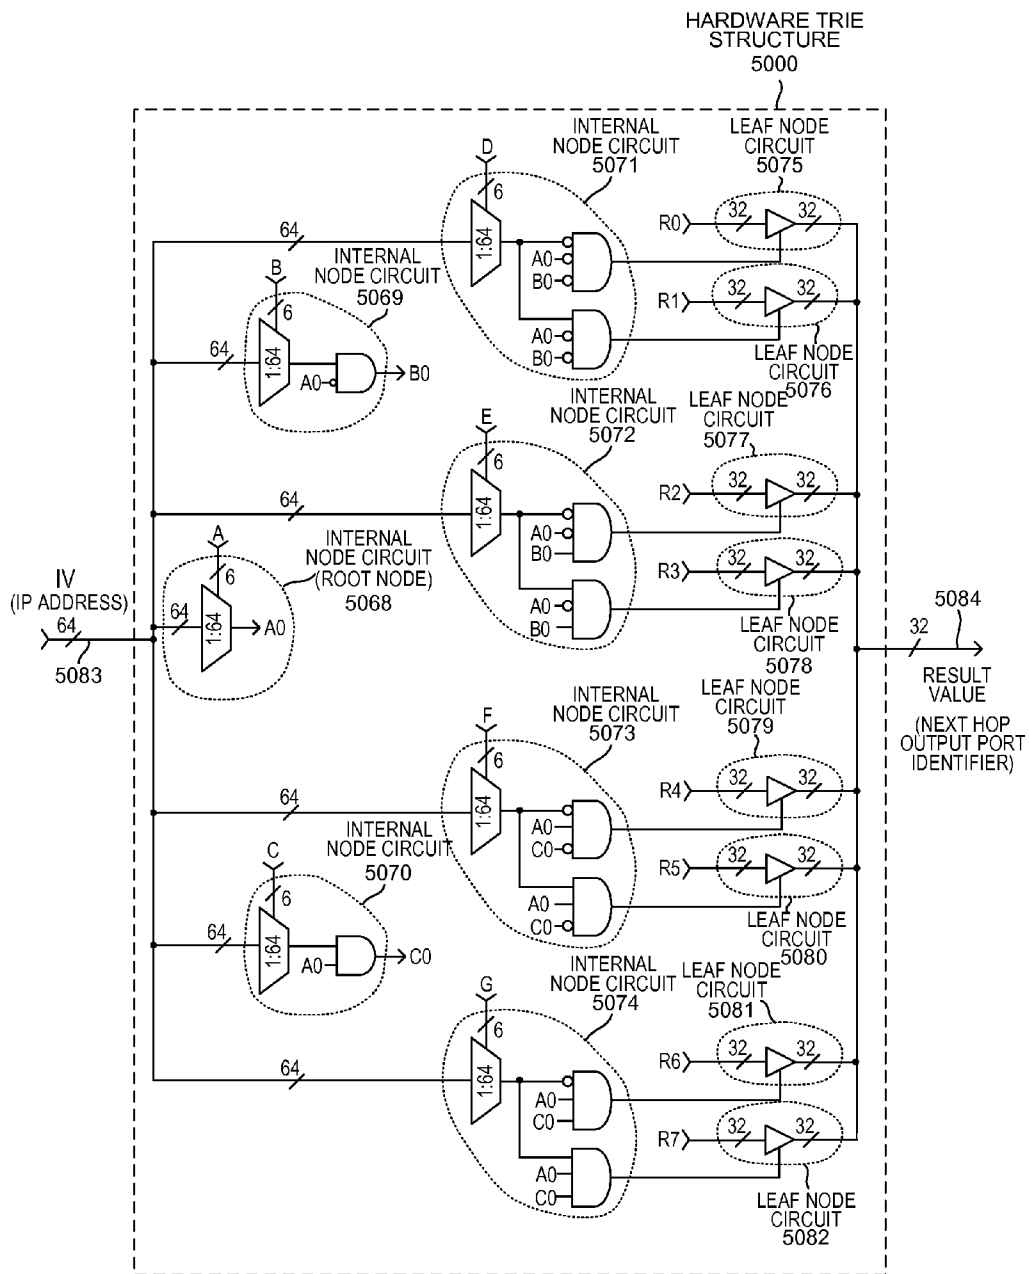 HARDWARE TRIE
STRUCTURE
5000
INTERNAL
NODE CIRCUIT
5071
LEAF NODE
CIRCUIT
5075
D
6
1:64
64
A0
B0
A0
B0
R0
32
32
R1
32
32
LEAF NODE
CIRCUIT
5076
INTERNAL
NODE CIRCUIT
5069
B
6
64
1:64
A0
B0
INTERNAL
NODE CIRCUIT
5072
LEAF NODE
CIRCUIT
5077
E
6
64
1:64
A0
B0
A0
B0
R2
32
32
R3
32
32
LEAF NODE
CIRCUIT
5078
INTERNAL
NODE CIRCUIT
(ROOT NODE)
5068
A
6
64
1:64
A0
IV
(IP ADDRESS)
64
5083
5084
32
RESULT
VALUE
(NEXT HOP
OUTPUT PORT
IDENTIFIER)
INTERNAL
NODE CIRCUIT
5073
LEAF NODE
CIRCUIT
5079
F
6
64
1:64
A0
C0
A0
C0
R4
32
32
R5
32
32
LEAF NODE
CIRCUIT
5080
INTERNAL
NODE CIRCUIT
5070
C
6
64
1:64
A0
C0
INTERNAL
NODE CIRCUIT
5074
LEAF NODE
CIRCUIT
5081
G
6
64
1:64
A0
C0
A0
C0
R6
32
32
R7
32
32
LEAF NODE
CIRCUIT
5082